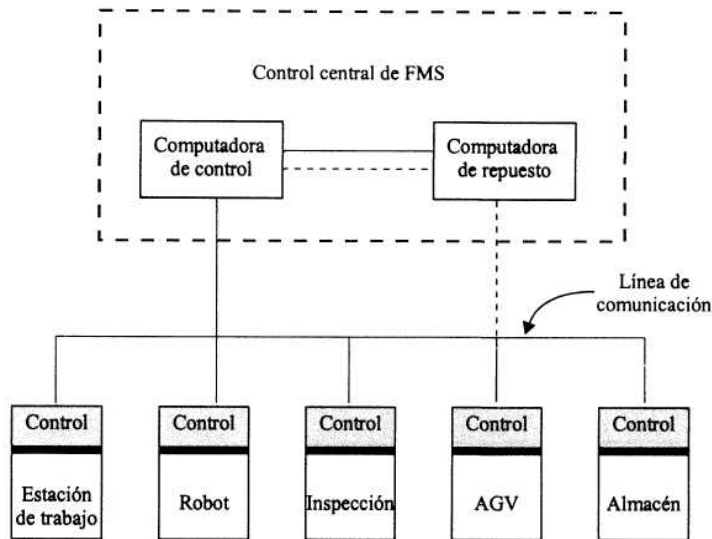 Control central de FMS
Computadora
de control
Computadora
de repuesto
Línea de
comunicación
Control
Control
Control
Control
Control
Estación
de trabajo
Robot
Inspección
AGV
Almacén